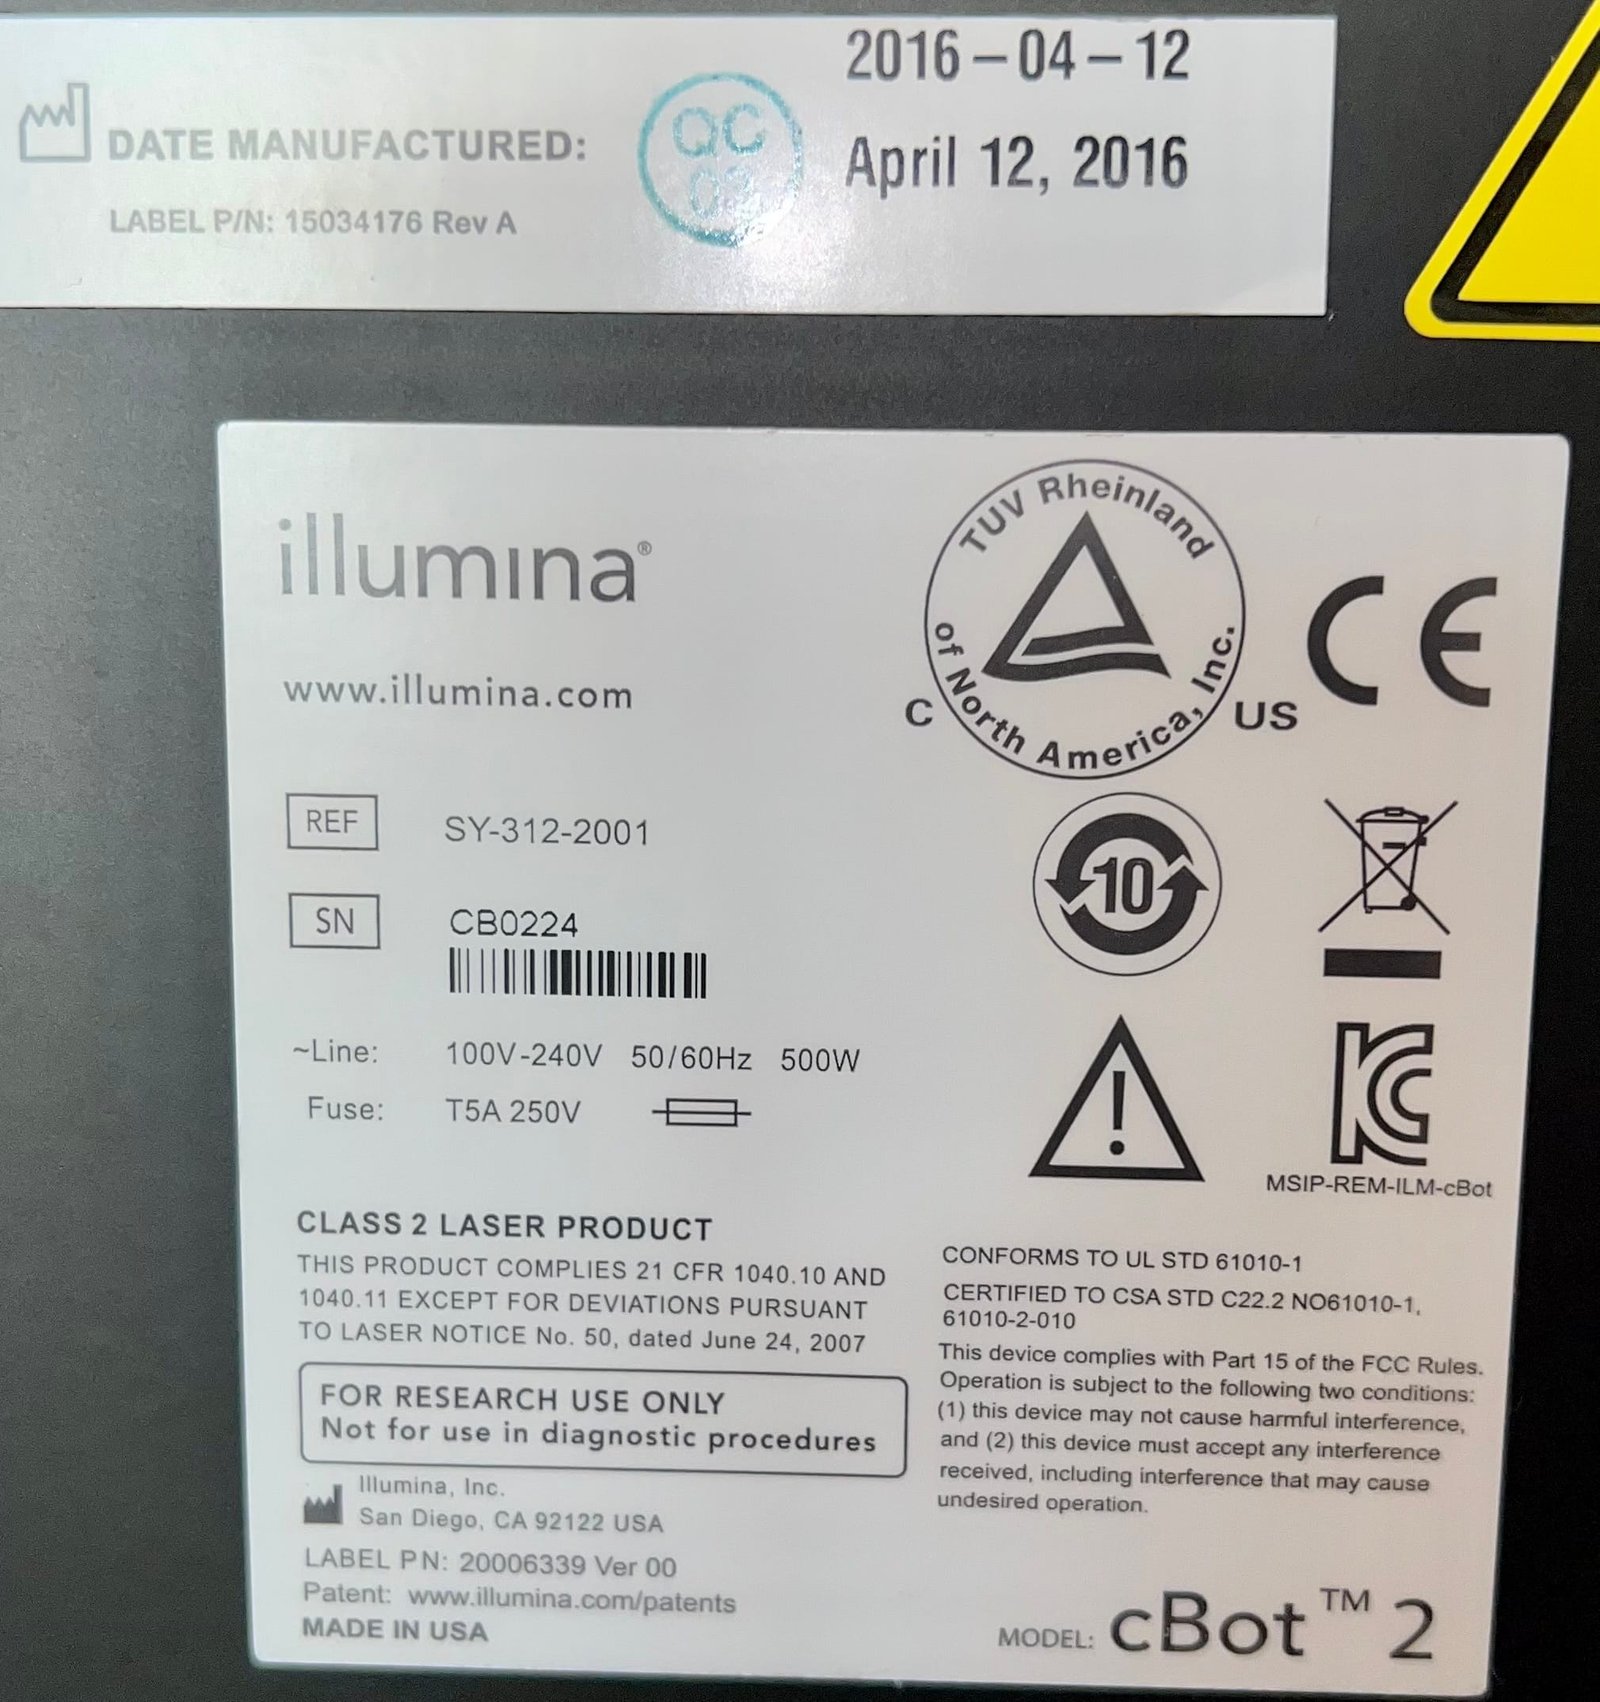 2016-04-12
DATE MANUFACTURED:
QC
03
April 12, 2016
LABEL P/N: 15034176 Rev A
illumina®
www.illumina.com
TUV Rheinland
of North America, Inc.
C US
CE
REF SY-312-2001
10
SN CB0224
~Line: 100V-240V 50/60Hz 500W
Fuse: T5A 250V
KC
MSIP-REM-ILM-cBot
CLASS 2 LASER PRODUCT
THIS PRODUCT COMPLIES 21 CFR 1040.10 AND
1040.11 EXCEPT FOR DEVIATIONS PURSUANT
TO LASER NOTICE No. 50, dated June 24, 2007
FOR RESEARCH USE ONLY
Not for use in diagnostic procedures
Illumina, Inc.
San Diego, CA 92122 USA
LABEL PN: 20006339 Ver 00
Patent: www.illumina.com/patents
MADE IN USA
CONFORMS TO UL STD 61010-1
CERTIFIED TO CSA STD C22.2 NO61010-1,
61010-2-010
This device complies with Part 15 of the FCC Rules.
Operation is subject to the following two conditions:
(1) this device may not cause harmful interference,
and (2) this device must accept any interference
received, including interference that may cause
undesired operation.
MODEL: cBot™ 2